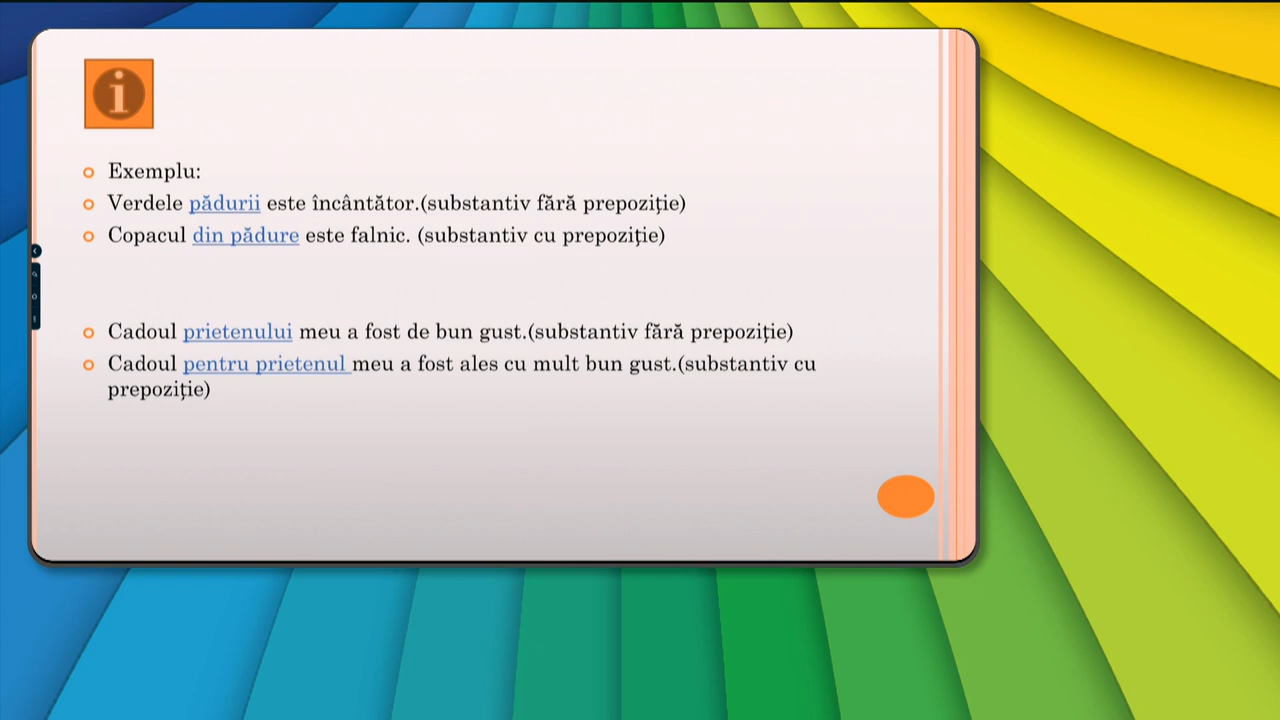 Exemplu:
Verdele pădurii este încântător.(substantiv fără prepoziție)
Copacul din pădure este falnic. (substantiv cu prepoziție)
Cadoul prietenului meu a fost de bun gust.(substantiv fără prepoziție)
Cadoul pentru prietenul meu a fost ales cu mult bun gust.(substantiv cu
prepoziție)